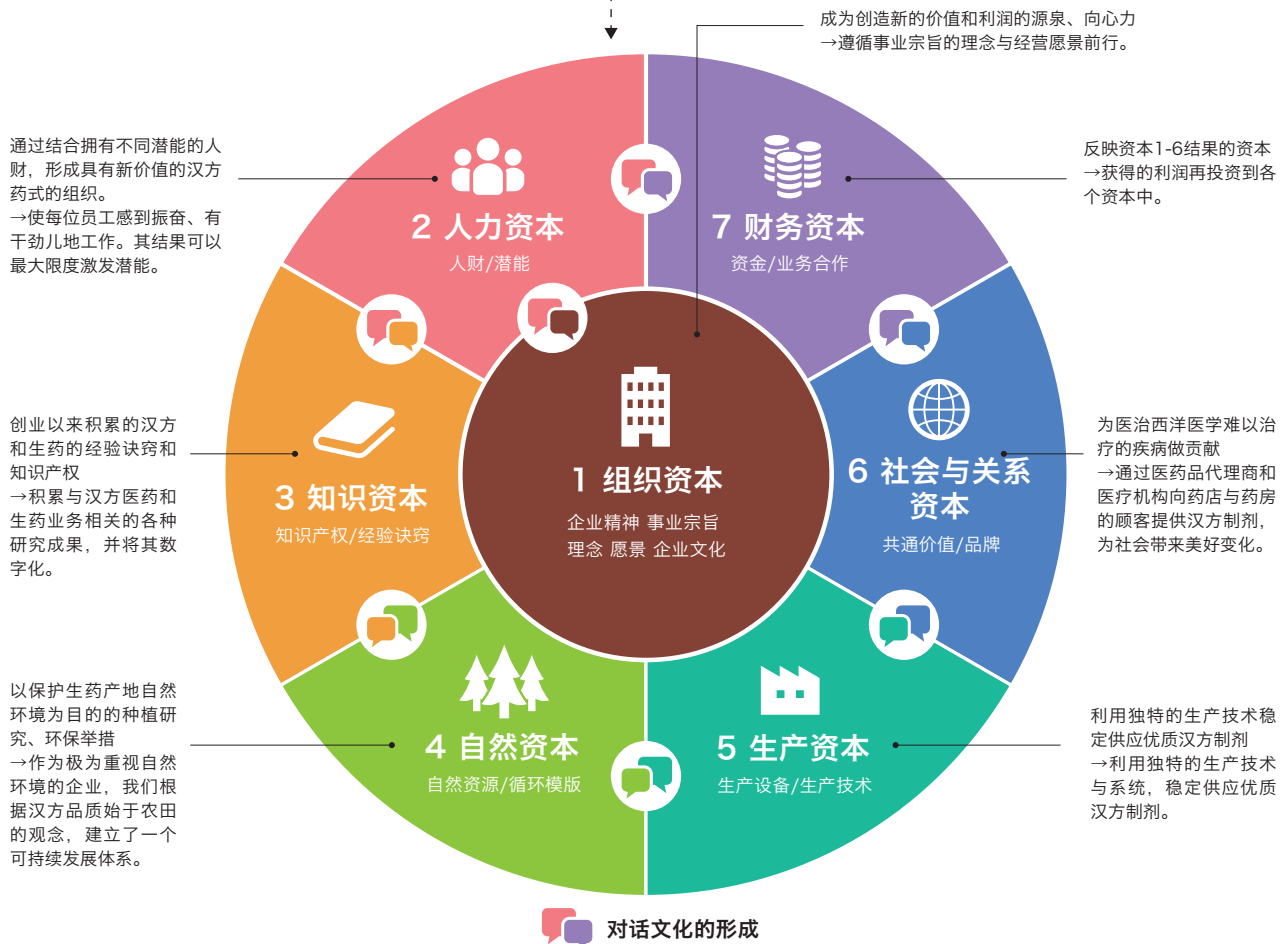 成为创造新的价值和利润的源泉、向心力
→遵循事业宗旨的理念与经营愿景前行。
通过结合拥有不同潜能的人
财，形成具有新价值的汉方
药式的组织。
→使每位员工感到振奋、有
干劲儿地工作。其结果可以
最大限度激发潜能。
反映资本1-6结果的资本
→获得的利润再投资到各
个资本中。
2 人力资本
人财/潜能
7 财务资本
资金/业务合作
创业以来积累的汉方
和生药的经验诀窍和
知识产权
→积累与汉方医药和
生药业务相关的各种
研究成果，并将其数
字化。
3 知识资本
知识产权/经验诀窍
1 组织资本
企业精神 事业宗旨
理念 愿景 企业文化
6 社会与关系
资本
共通价值/品牌
为医治西洋医学难以治
疗的疾病做贡献
→通过医药品代理商和
医疗机构向药店与药房
的顾客提供汉方制剂，
为社会带来美好变化。
以保护生药产地自然
环境为目的的种植研
究、环保举措
→作为极为重视自然
环境的企业，我们根
据汉方品质始于农田
的观念，建立了一个
可持续发展体系。
4 自然资本
自然资源/循环模版
5 生产资本
生产设备/生产技术
利用独特的生产技术稳
定供应优质汉方制剂
→利用独特的生产技术
与系统，稳定供应优质
汉方制剂。
对话文化的形成